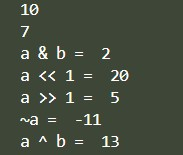 10
7
a & b =  2
a << 1 =  20
a >> 1 =  5
~a =  -11
a ^ b =  13